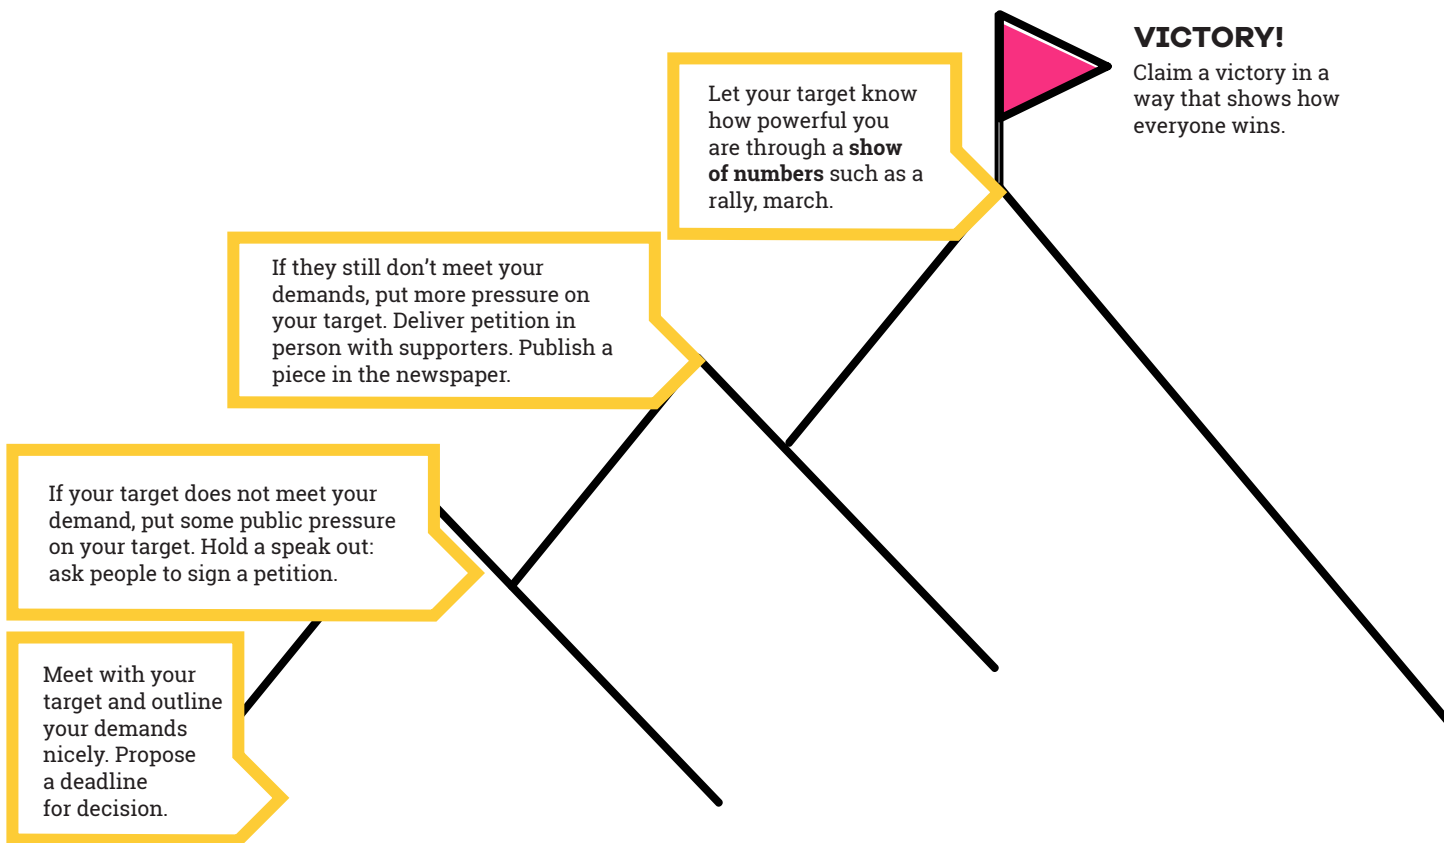 VICTORY!
Claim a victory in a
way that shows how
everyone wins.
Let your target know
how powerful you
are through a show
of numbers such as a
rally, march.
If they still don’t meet your
demands, put more pressure on
your target. Deliver petition in
person with supporters. Publish a
piece in the newspaper.
If your target does not meet your
demand, put some public pressure
on your target. Hold a speak out:
ask people to sign a petition.
Meet with your
target and outline
your demands
nicely. Propose
a deadline
for decision.